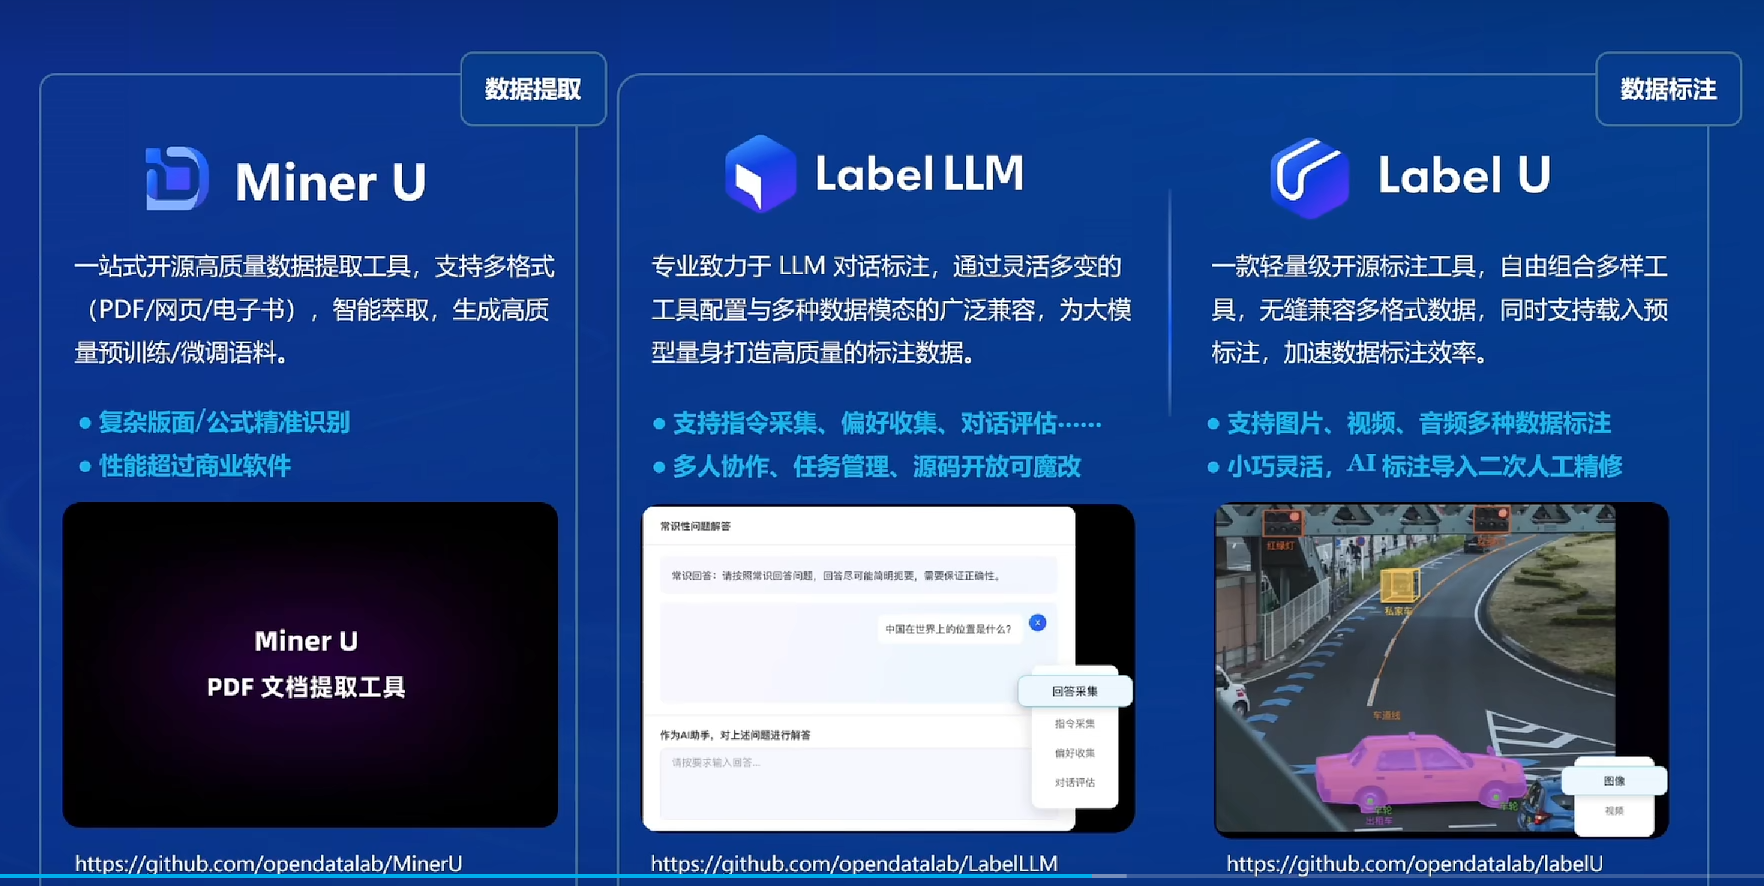 数据提取
Miner U
一站式开源高质量数据提取工具，支持多格式
（PDF/网页/电子书），智能萃取，生成高质
量预训练/微调语料。
● 复杂版面/公式精准识别
● 性能超过商业软件
Miner U
PDF 文档提取工具
https://github.com/opendatalab/MinerU
数据标注
Label LLM
专业致力于 LLM 对话标注，通过灵活多变的
工具配置与多种数据模态的广泛兼容，为大模
型量身打造高质量的标注数据。
● 支持指令采集、偏好收集、对话评估……
● 多人协作、任务管理、源码开放可魔改
常识性问题解答
常识回答：请按照常识回答问题，回答尽可能简明扼要，需要保证正确性。
中国在世界上的位置是什么？
回答采集
指令采集
偏好收集
对话评估
作为AI助手，对上述问题进行解答
请按要求输入回答...
https://github.com/opendatalab/LabelLLM
Label U
一款轻量级开源标注工具，自由组合多样工
具，无缝兼容多格式数据，同时支持载入预
标注，加速数据标注效率。
● 支持图片、视频、音频多种数据标注
● 小巧灵活，AI 标注导入二次人工精修
红绿灯
私家车
车道线
车轮
车轮
出租车
图像
视频
https://github.com/opendatalab/labelU